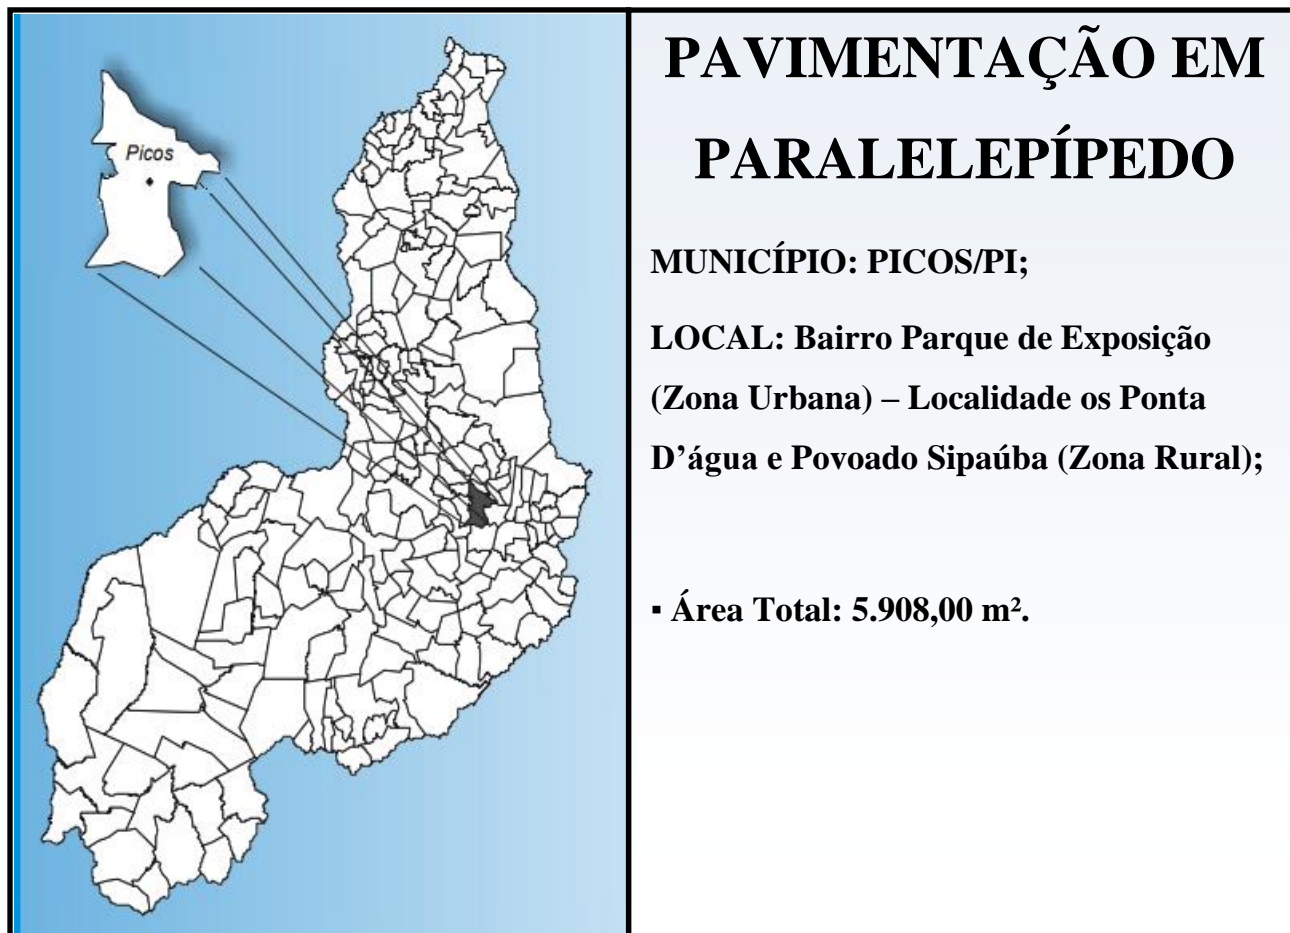 Picos
PAVIMENTAÇÃO EM
PARALELEPÍPEDO
MUNICÍPIO: PICOS/PI;
LOCAL: Bairro Parque de Exposição
(Zona Urbana) – Localidade os Ponta
D’água e Povoado Sipaúba (Zona Rural);
▪ Área Total: 5.908,00 m².